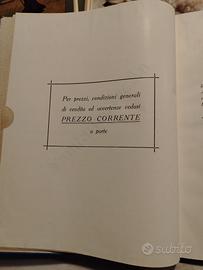 Per prezzi, condizioni generali
di vendita ed avvertenze vedasi
PREZZO CORRENTE
a parte
subito